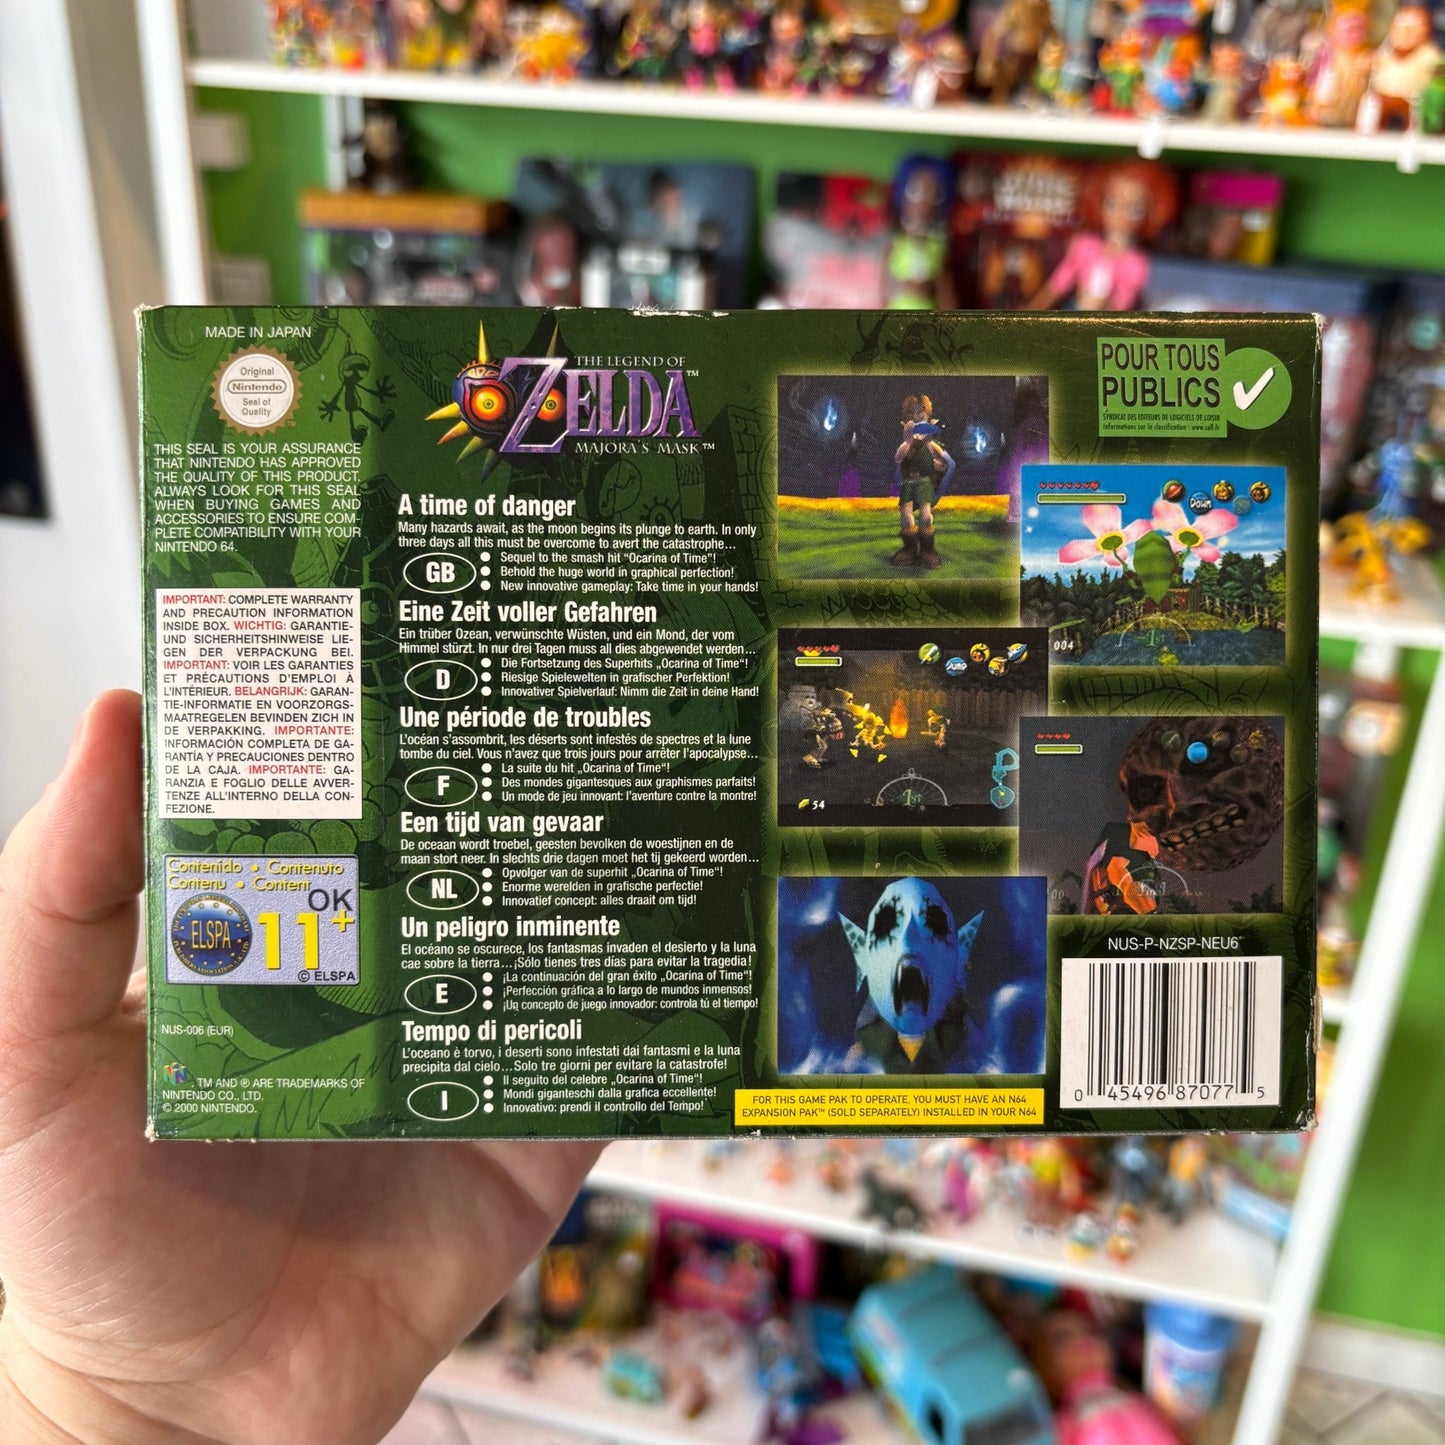 MADE IN JAPAN
Original
Nintendo
Seal of
Quality
THIS SEAL IS YOUR ASSURANCE
THAT NINTENDO HAS APPROVED
THE QUALITY OF THIS PRODUCT.
ALWAYS LOOK FOR THIS SEAL
WHEN BUYING GAMES AND
ACCESSORIES TO ENSURE COM-
PLETE COMPATIBILITY WITH YOUR
NINTENDO 64.
IMPORTANT: COMPLETE WARRANTY
AND PRECAUTION INFORMATION
INSIDE BOX. WICHTIG: GARANTIE-
UND SICHERHEITSHINWEISE LIE-
GEN DER VERPACKUNG BEI.
IMPORTANT: VOIR LES GARANTIES
ET PRÉCAUTIONS D'EMPLOI À
L'INTÉRIEUR. BELANGRIJK: GARAN-
TIE-INFORMATIE EN VOORZORGS-
MAATREGELEN BEVINDEN ZICH IN
DE VERPAKKING. IMPORTANTE:
INFORMACIÓN COMPLETA DE GA-
RANTÍA Y PRECAUCIONES DENTRO
DE LA CAJA. IMPORTANTE: GA-
RANZIA E FOGLIO DELLE AVVER-
TENZE ALL'INTERNO DELLA CON-
FEZIONE.
Contenido • Contenuto
Contenu • Content
OK
ELSPA
11+
© ELSPA
NUS-006 (EUR)
TM AND ® ARE TRADEMARKS OF
NINTENDO CO., LTD.
© 2000 NINTENDO.
THE LEGEND OF
ZELDA™
MAJORA'S MASK™
A time of danger
Many hazards await, as the moon begins its plunge to earth. In only
three days all this must be overcome to avert the catastrophe...
GB
● Sequel to the smash hit "Ocarina of Time"!
● Behold the huge world in graphical perfection!
● New innovative gameplay: Take time in your hands!
Eine Zeit voller Gefahren
Ein trüber Ozean, verwünschte Wüsten, und ein Mond, der vom
Himmel stürzt. In nur drei Tagen muss all dies abgewendet werden...
D
● Die Fortsetzung des Superhits „Ocarina of Time"!
● Riesige Spielewelten in grafischer Perfektion!
● Innovativer Spielverlauf: Nimm die Zeit in deine Hand!
Une période de troubles
L'océan s'assombrit, les déserts sont infestés de spectres et la lune
tombe du ciel. Vous n'avez que trois jours pour arrêter l'apocalypse...
F
● La suite du hit „Ocarina of Time"!
● Des mondes gigantesques aux graphismes parfaits!
● Un mode de jeu innovant: l'aventure contre la montre!
Een tijd van gevaar
De oceaan wordt troebel, geesten bevolken de woestijnen en de
maan stort neer. In slechts drie dagen moet het tij gekeerd worden...
NL
● Opvolger van de superhit „Ocarina of Time"!
● Enorme werelden in grafische perfectie!
● Innovatief concept: alles draait om tijd!
Un peligro inminente
El océano se oscurece, los fantasmas invaden el desierto y la luna
cae sobre la tierra...¡Sólo tienes tres días para evitar la tragedia!
E
● ¡La continuación del gran éxito „Ocarina of Time"!
● ¡Perfección gráfica a lo largo de mundos inmensos!
● ¡Un concepto de juego innovador: controla tú el tiempo!
Tempo di pericoli
L'oceano è torvo, i deserti sono infestati dai fantasmi e la luna
precipita dal cielo...Solo tre giorni per evitare la catastrofe!
I
● Il seguito del celebre „Ocarina of Time"!
● Mondi giganteschi dalla grafica eccellente!
● Innovativo: prendi il controllo del Tempo!
POUR TOUS
PUBLICS
SYNDICAT DES EDITEURS DE LOGICIELS DE LOISIR
Informations sur la classification : www.sell.fr
DOWN
1st
004
JUMP
1st
54
NUS-P-NZSP-NEU6
0 45496 87077 5
FOR THIS GAME PAK TO OPERATE, YOU MUST HAVE AN N64
EXPANSION PAK™ (SOLD SEPARATELY) INSTALLED IN YOUR N64